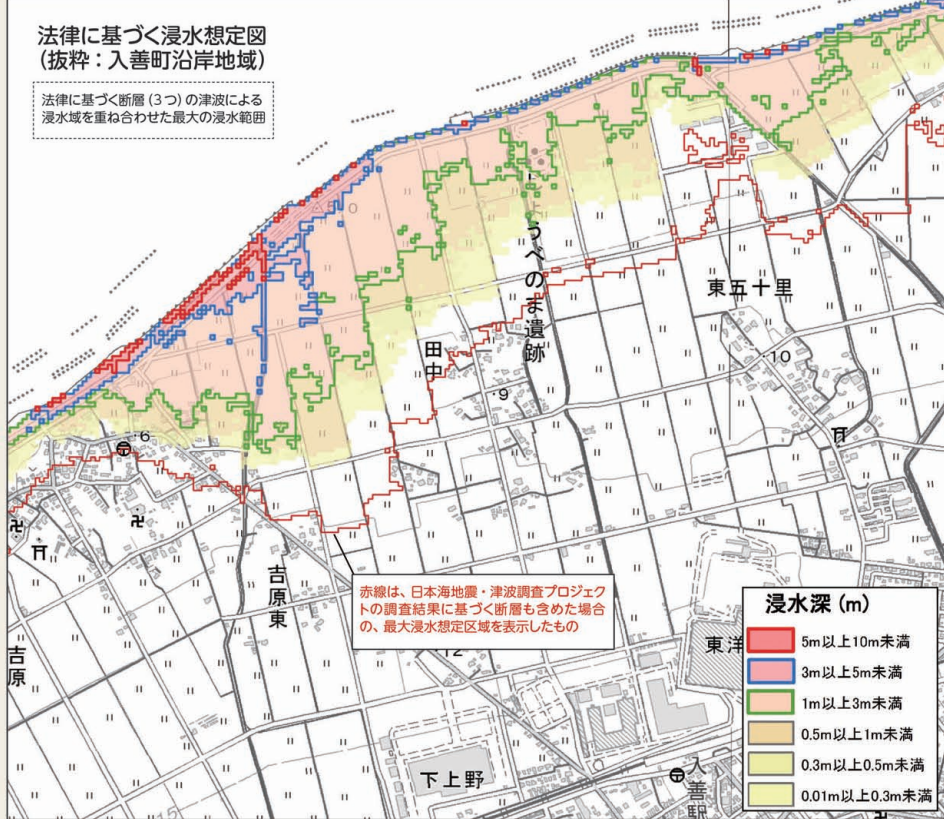 法律に基づく浸水想定図
(抜粋：入善町沿岸地域)
法律に基づく断層(3つ)の津波による
浸水域を重ね合わせた最大の浸水範囲
じょうべのま遺跡
東五十里
田中
10
9
6
吉原東
吉原
赤線は、日本海地震・津波調査プロジェク
トの調査結果に基づく断層も含めた場合
の、最大浸水想定区域を表示したもの
12
東洋
下上野
入善駅
15
浸水深(m)
5m以上10m未満
3m以上5m未満
1m以上3m未満
0.5m以上1m未満
0.3m以上0.5m未満
0.01m以上0.3m未満